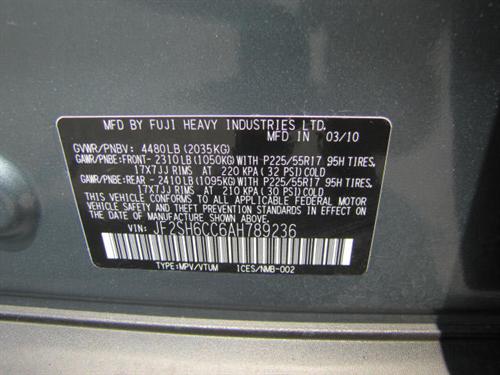 MFD BY FUJI HEAVY INDUSTRIES LTD.
MFD IN 03/10
GVWR/PNBV: 4480LB (2035KG)
GAWR/PNBE:FRONT-2310LB(1050KG)WITH P225/55R17 95H TIRES,
17X7JJ RIMS AT 220 KPA(32 PSI)COLD
GAWR/PNBE:REAR -2410LB(1095KG)WITH P225/55R17 95H TIRES,
17X7JJ RIMS AT 210 KPA(30 PSI)COLD
THIS VEHICLE CONFORMS TO ALL APPLICABLE FEDERAL MOTOR
VEHICLE SAFETY AND THEFT PREVENTION STANDARDS IN EFFECT
ON THE DATE OF MANUFACTURE SHOWN ABOVE.
VIN: JF2SH6CC6AH789236
TYPE:MPV/VTUM ICES/NMB-002